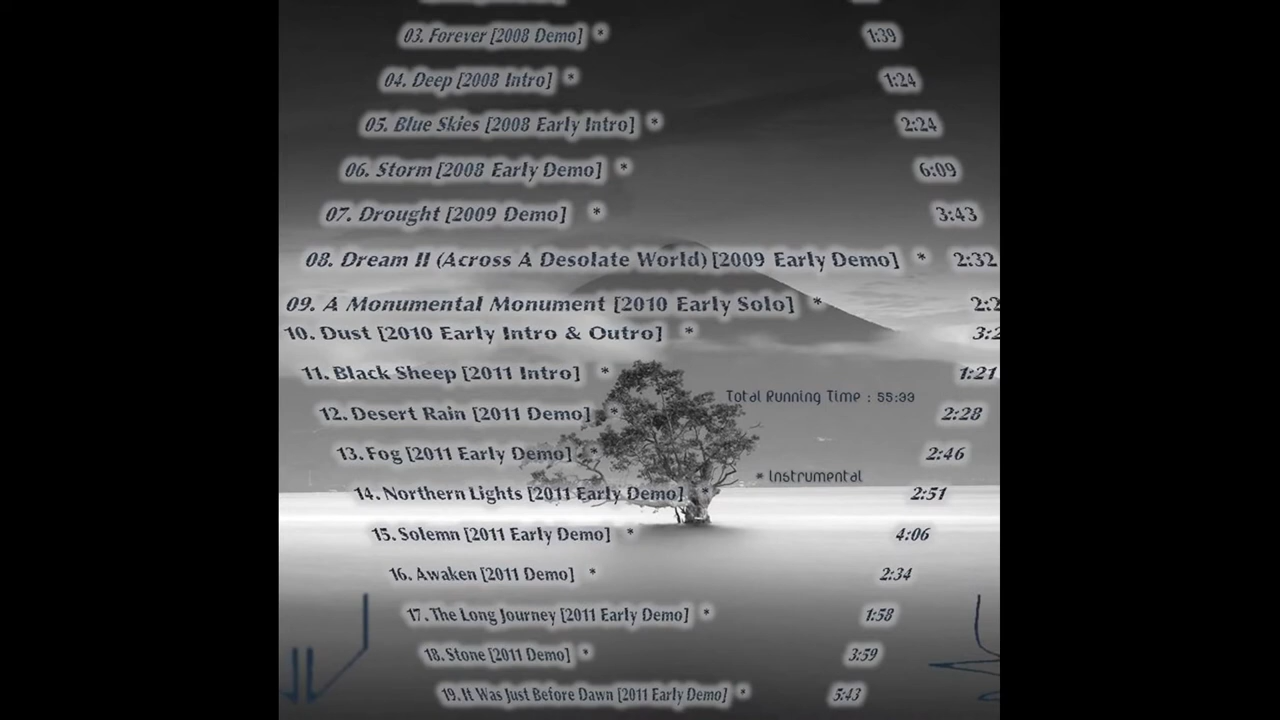 03. Forever [2008 Demo] * 1:39
04. Deep [2008 Intro] * 1:24
05. Blue Skies [2008 Early Intro] * 2:24
06. Storm [2008 Early Demo] * 6:09
07. Drought [2009 Demo] * 3:43
08. Dream II (Across A Desolate World) [2009 Early Demo] * 2:32
09. A Monumental Monument [2010 Early Solo] * 2:2
10. Dust [2010 Early Intro & Outro] * 3:2
11. Black Sheep [2011 Intro] * 1:21
Total Running Time : 55:33
12. Desert Rain [2011 Demo] * 2:28
13. Fog [2011 Early Demo] * 2:46
* Instrumental
14. Northern Lights [2011 Early Demo] * 2:51
15. Solemn [2011 Early Demo] * 4:06
16. Awaken [2011 Demo] * 2:34
17. The Long Journey [2011 Early Demo] * 1:58
18. Stone [2011 Demo] * 3:59
19. It Was Just Before Dawn [2011 Early Demo] * 5:43